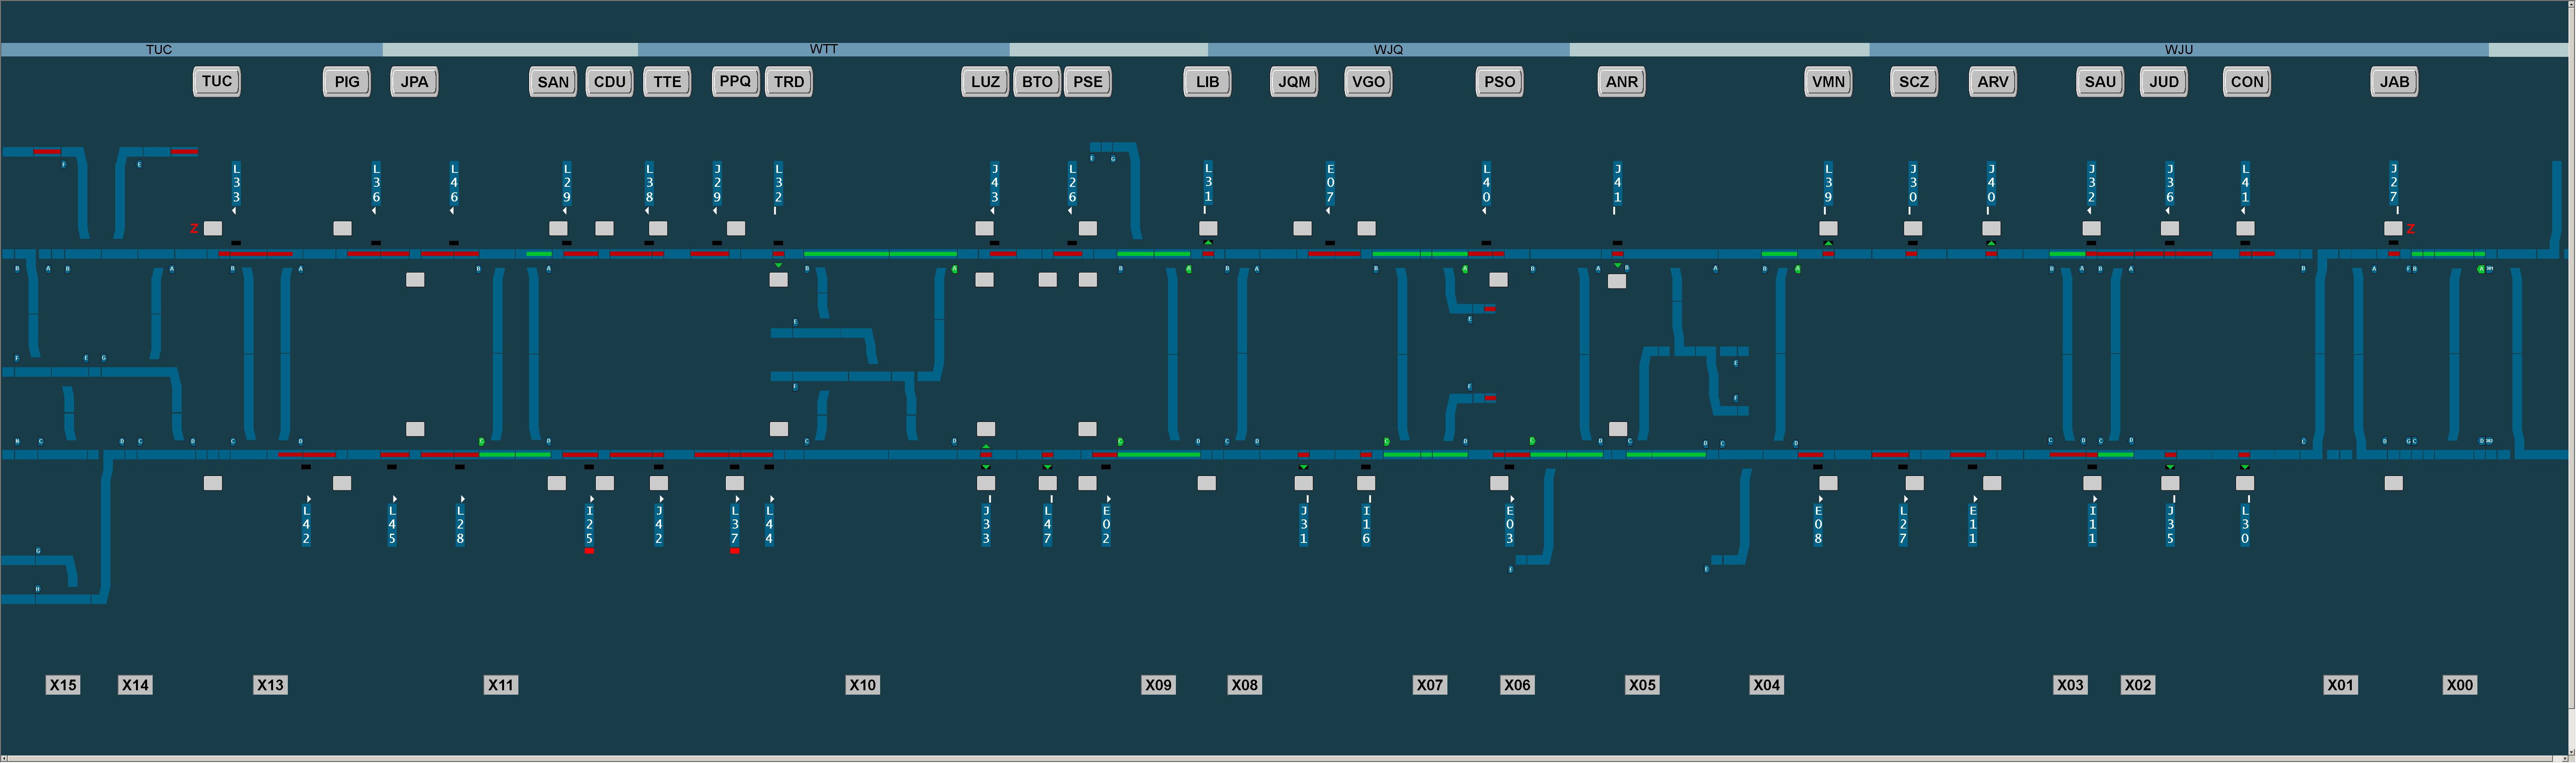 TUC WTT WJQ WJU
TUC PIG JPA SAN CDU TTE PPQ TRD LUZ BTO PSE LIB JQM VGO PSO ANR VMN SCZ ARV SAU JUD CON JAB
F E E G
L33 L36 L46 L29 L38 J29 L32 J43 L26 L31 E07 L40 J41 L39 J30 J40 J32 J36 L41 J27
Z Z
B A B A B A B A B A B A B A B A B A B A B A B A B A B A B
E E
F E G E
F F F
N C D C D C D C D C D C D C D C D C D C D C D C D C D G C D
L42 L45 L28 I25 J42 L37 L44 J33 L47 E02 J31 I16 E03 E08 L27 E11 I11 J35 L30
G
E E
H
X15 X14 X13 X11 X10 X09 X08 X07 X06 X05 X04 X03 X02 X01 X00